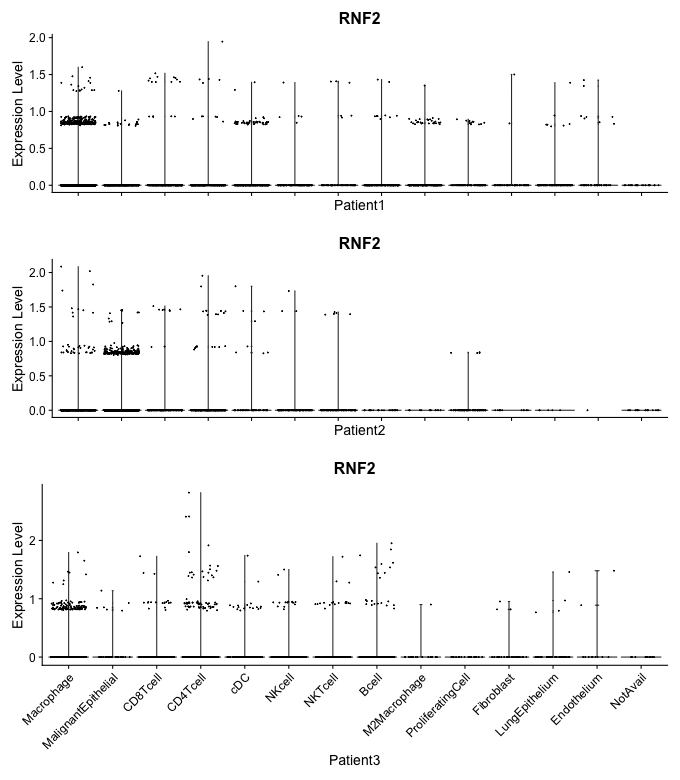 RNF2
Expression Level
2.0
1.5
1.0
0.5
0.0
Patient1
RNF2
Expression Level
2.0
1.5
1.0
0.5
0.0
Patient2
RNF2
Expression Level
2
1
0
Macrophage
MalignantEpithelial
CD8Tcell
CD4Tcell
cDC
NKcell
NKTcell
Bcell
M2Macrophage
ProliferatingCell
Fibroblast
LungEpithelium
Endothelium
NotAvail
Patient3